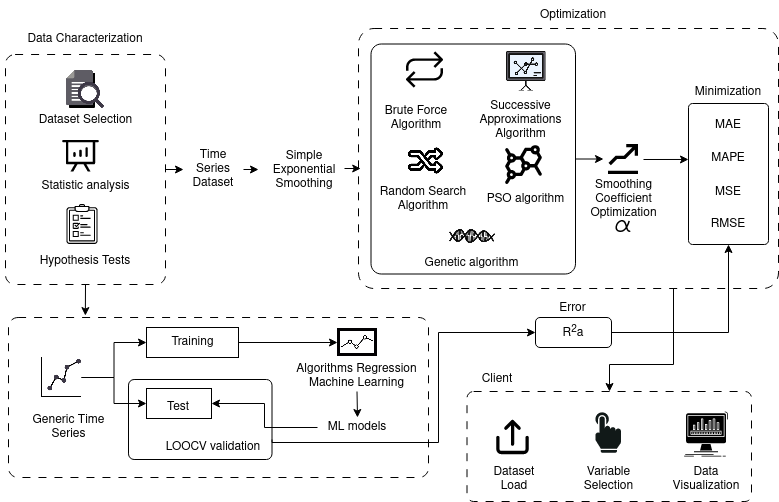 Optimization
Data Characterization
Dataset Selection
Statistic analysis
Hypothesis Tests
Time
Series
Dataset
Simple
Exponential
Smoothing
Brute Force
Algorithm
Successive
Approximations
Algorithm
Random Search
Algorithm
PSO algorithm
Genetic algorithm
Smoothing
Coefficient
Optimization
α
Minimization
MAE
MAPE
MSE
RMSE
Generic Time
Series
Training
Test
LOOCV validation
Algorithms Regression
Machine Learning
ML models
Error
R²a
Client
Dataset
Load
Variable
Selection
Data
Visualization